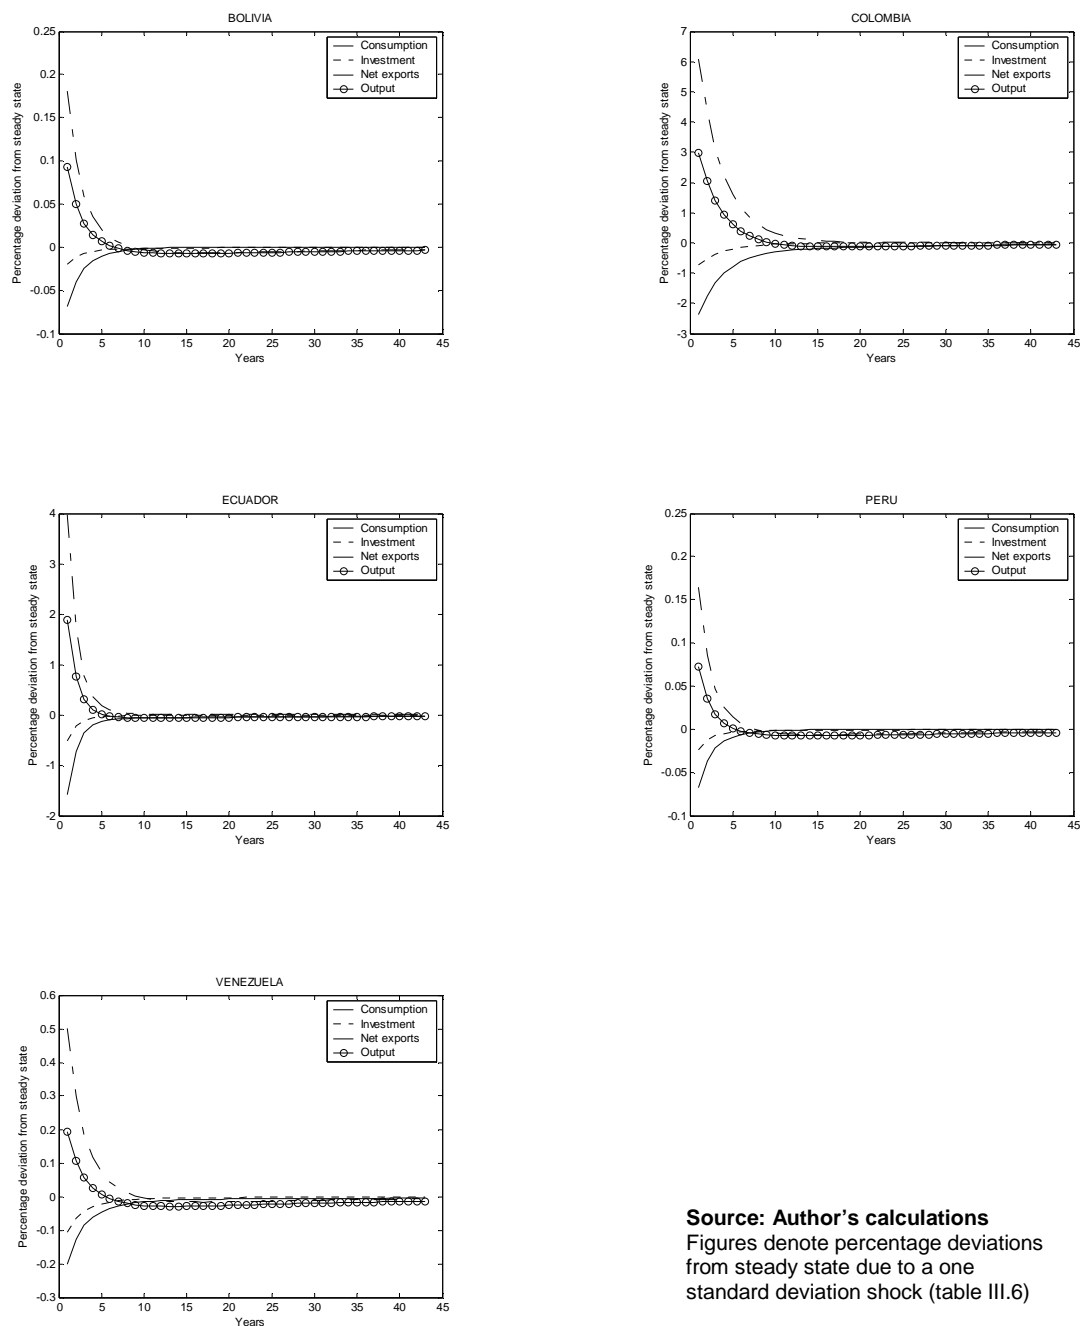 BOLIVIA
0.25
0.2
0.15
0.1
0.05
0
-0.05
-0.1
Percentage deviation from steady state
Consumption
Investment
Net exports
Output
0 5 10 15 20 25 30 35 40 45
Years
COLOMBIA
7
6
5
4
3
2
1
0
-1
-2
-3
Percentage deviation from steady state
Consumption
Investment
Net exports
Output
0 5 10 15 20 25 30 35 40 45
Years
ECUADOR
4
3
2
1
0
-1
-2
Percentage deviation from steady state
Consumption
Investment
Net exports
Output
0 5 10 15 20 25 30 35 40 45
Years
PERU
0.25
0.2
0.15
0.1
0.05
0
-0.05
-0.1
Percentage deviation from steady state
Consumption
Investment
Net exports
Output
0 5 10 15 20 25 30 35 40 45
Years
VENEZUELA
0.6
0.5
0.4
0.3
0.2
0.1
0
-0.1
-0.2
-0.3
Percentage deviation from steady state
Consumption
Investment
Net exports
Output
0 5 10 15 20 25 30 35 40 45
Years
Source: Author's calculations
Figures denote percentage deviations
from steady state due to a one
standard deviation shock (table III.6)